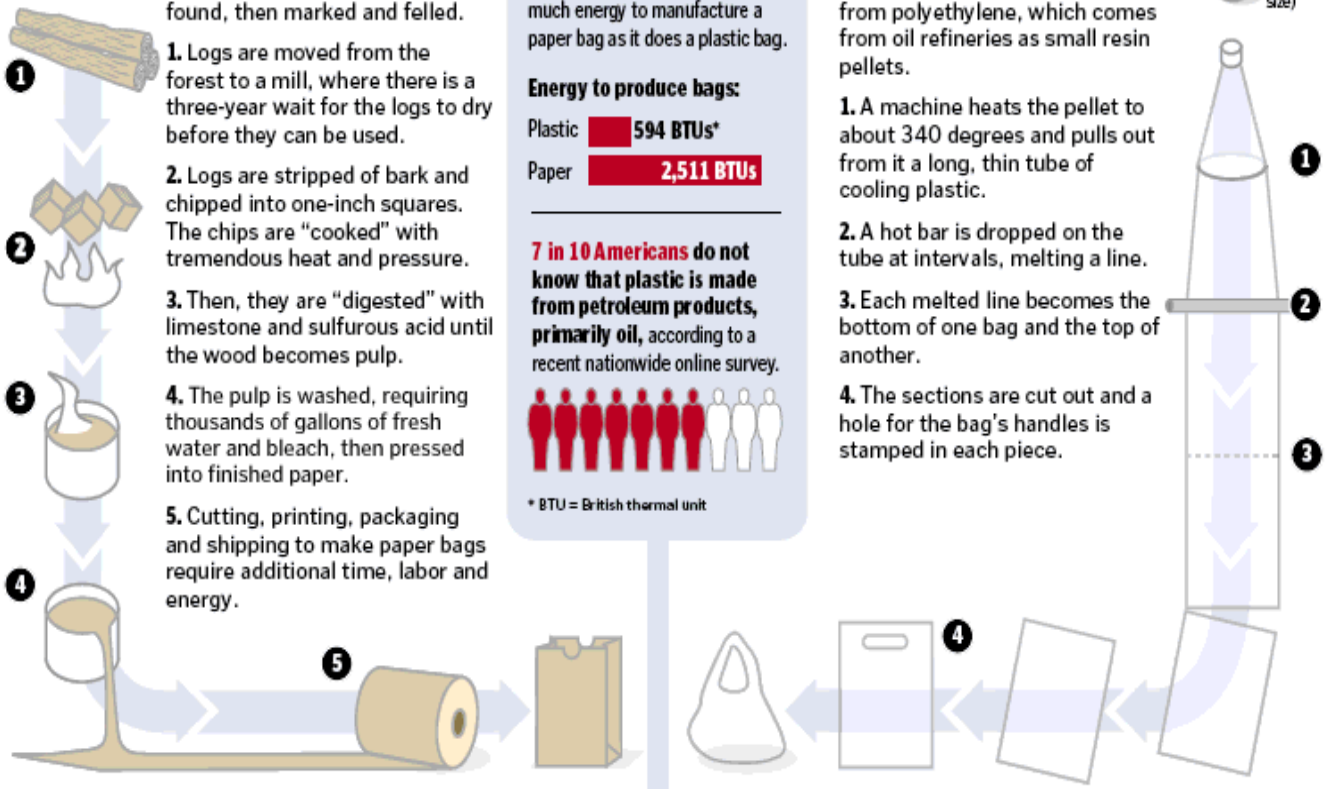 found, then marked and felled.
1. Logs are moved from the
forest to a mill, where there is a
three-year wait for the logs to dry
before they can be used.
2. Logs are stripped of bark and
chipped into one-inch squares.
The chips are “cooked” with
tremendous heat and pressure.
3. Then, they are “digested” with
limestone and sulfurous acid until
the wood becomes pulp.
4. The pulp is washed, requiring
thousands of gallons of fresh
water and bleach, then pressed
into finished paper.
5. Cutting, printing, packaging
and shipping to make paper bags
require additional time, labor and
energy.
1
2
3
4
5
much energy to manufacture a
paper bag as it does a plastic bag.
Energy to produce bags:
Plastic 594 BTUs*
Paper 2,511 BTUs
7 in 10 Americans do not
know that plastic is made
from petroleum products,
primarily oil, according to a
recent nationwide online survey.
* BTU = British thermal unit
from polyethylene, which comes
from oil refineries as small resin
pellets.
1. A machine heats the pellet to
about 340 degrees and pulls out
from it a long, thin tube of
cooling plastic.
2. A hot bar is dropped on the
tube at intervals, melting a line.
3. Each melted line becomes the
bottom of one bag and the top of
another.
4. The sections are cut out and a
hole for the bag’s handles is
stamped in each piece.
size)
1
2
3
4